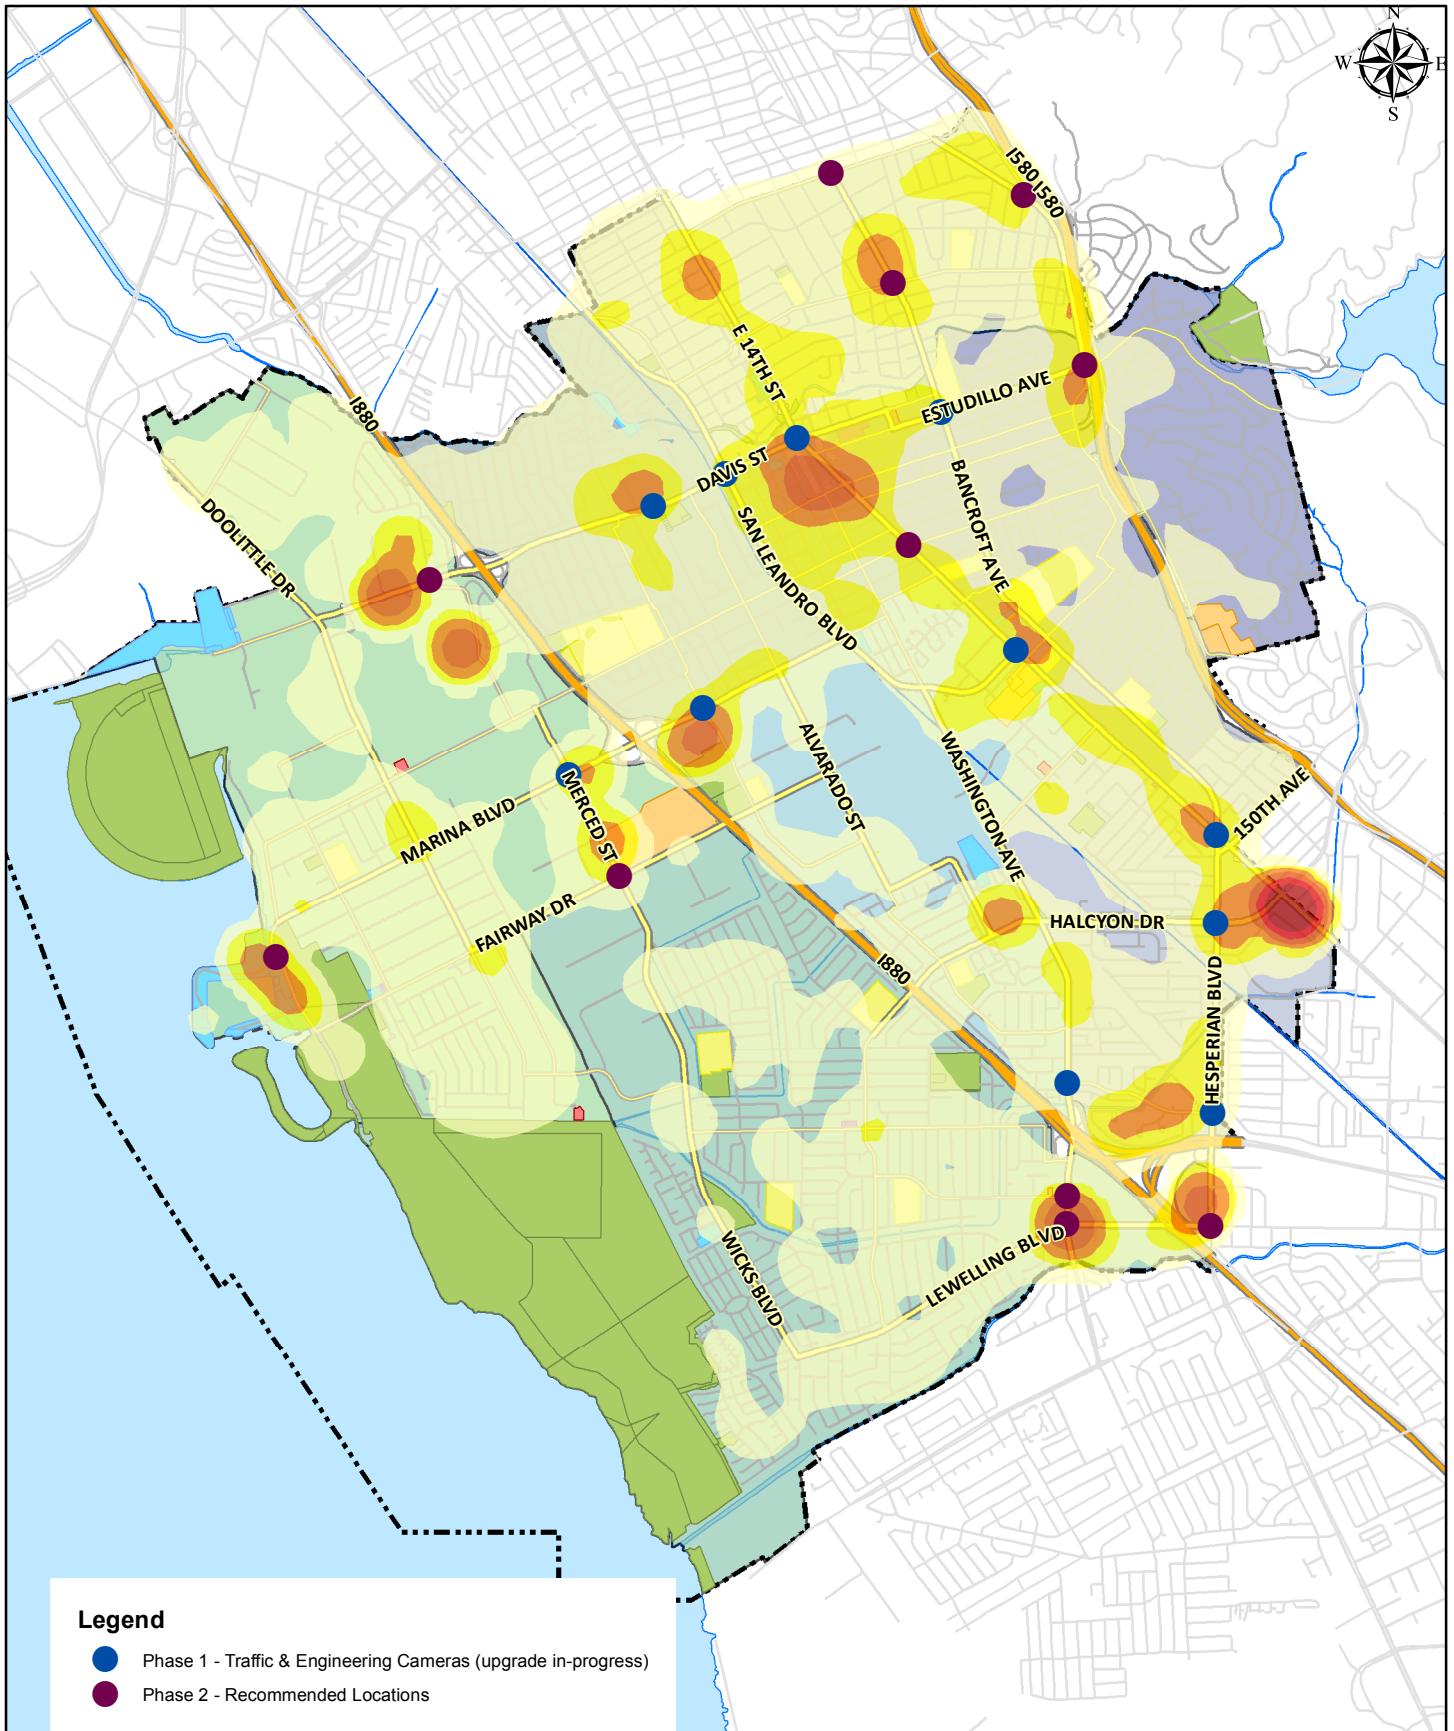 N
W E
S
I580
I580
E 14TH ST
I880
ESTUDILLO AVE
DAVIS ST
BANCROFT AVE
DOOLITTLE DR
SAN LEANDRO BLVD
ALVARADO ST
WASHINGTON AVE
MERCED ST
MARINA BLVD
150TH AVE
FAIRWAY DR
HALCYON DR
I880
HESPERIAN BLVD
WICKS BLVD
LEWELLING BLVD
Legend
Phase 1 - Traffic & Engineering Cameras (upgrade in-progress)
Phase 2 - Recommended Locations